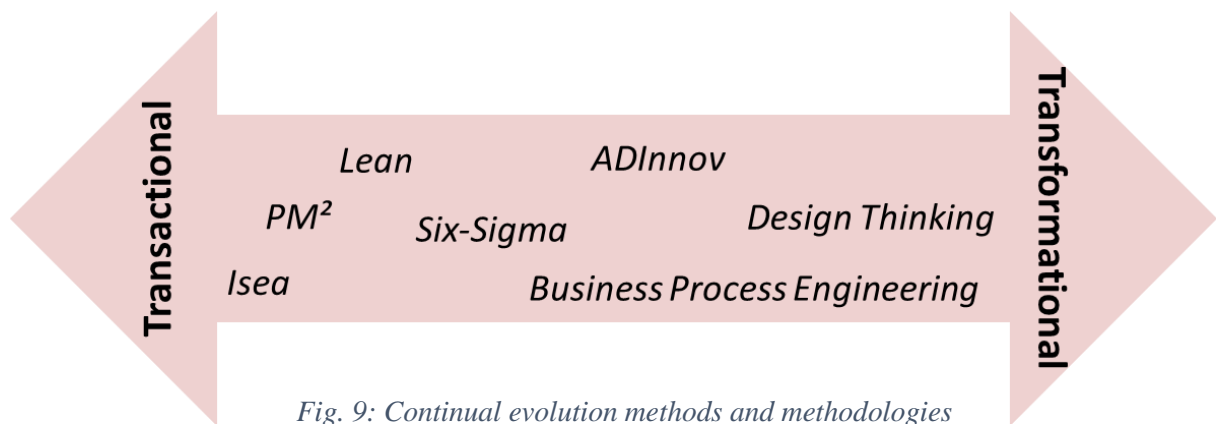 Transactional
Lean
ADInnov
PM²
Six-Sigma
Design Thinking
Isea
Business Process Engineering
Transformational
Fig. 9: Continual evolution methods and methodologies